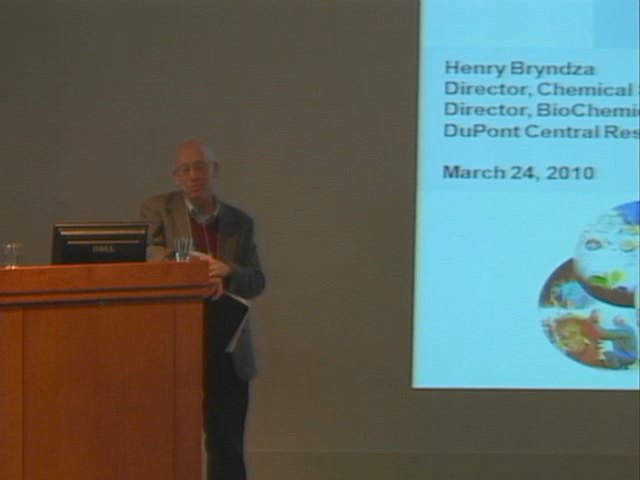 Henry Bryndza
Director, Chemical
Director, BioChemic
DuPont Central Res
March 24, 2010
DELL